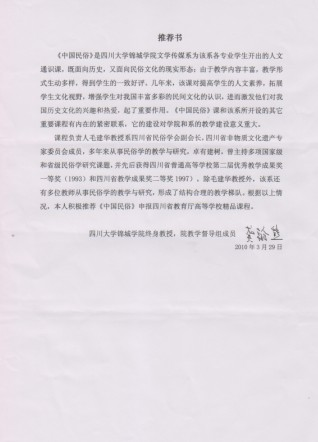 推荐书
《中国民俗》是四川大学锦城学院文学传媒系为该系各专业学生开出的人文
通识课，既面向历史，又面向民俗文化的现实形态；由于教学内容丰富，教学形
式生动多样，得到学生的一致好评。几年来，该课对提高学生的人文素养，拓展
学生文化视野，增强学生对我国丰富多彩的民间文化的认识，进而激发他们对我
国历史文化的兴趣和热爱，起了重要作用。《中国民俗》课和该系所开设的其它
重要课程有内在的紧密联系，它的建设对学院和系的教学建设意义重大。
课程负责人毛建华教授系四川省民俗学会副会长，四川省非物质文化遗产专
家委员会成员，多年来从事民俗学的教学与研究，卓有建树，曾主持多项国家级
和省级民俗学研究课题，并先后获得四川省普通高等学校第二届优秀教学成果奖
一等奖（1993）和四川省教学成果奖二等奖 1997）。除毛建华教授外，该系还
有多位教师从事民俗学的教学与研究，形成了结构合理的教学梯队。根据以上情
况，本人积极推荐《中国民俗》申报四川省教育厅高等学校精品课程。
四川大学锦城学院终身教授，院教学督导组成员
2010 年 3 月 29 日